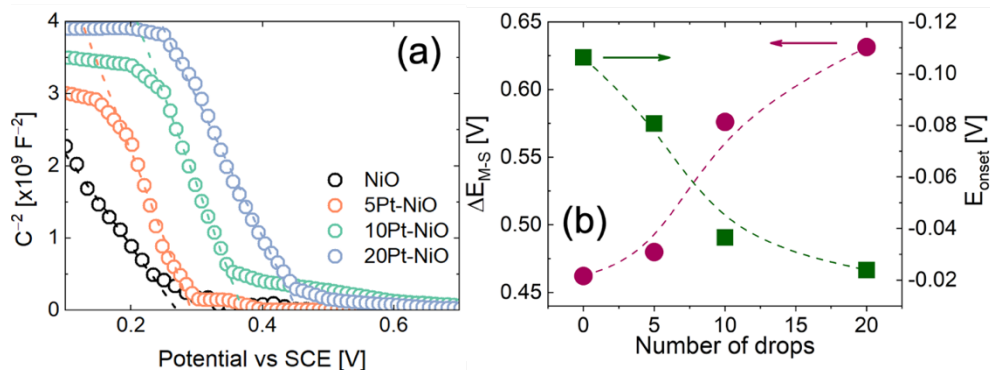 (a)
C⁻² [x10⁹ F⁻²]
4
3
2
1
0
0.2
0.4
0.6
Potential vs SCE [V]
NiO
5Pt-NiO
10Pt-NiO
20Pt-NiO
(b)
ΔE_M-S [V]
0.65
0.60
0.55
0.50
0.45
0
5
10
15
20
Number of drops
-0.12
-0.10
-0.08
-0.06
-0.04
-0.02
E_onset [V]